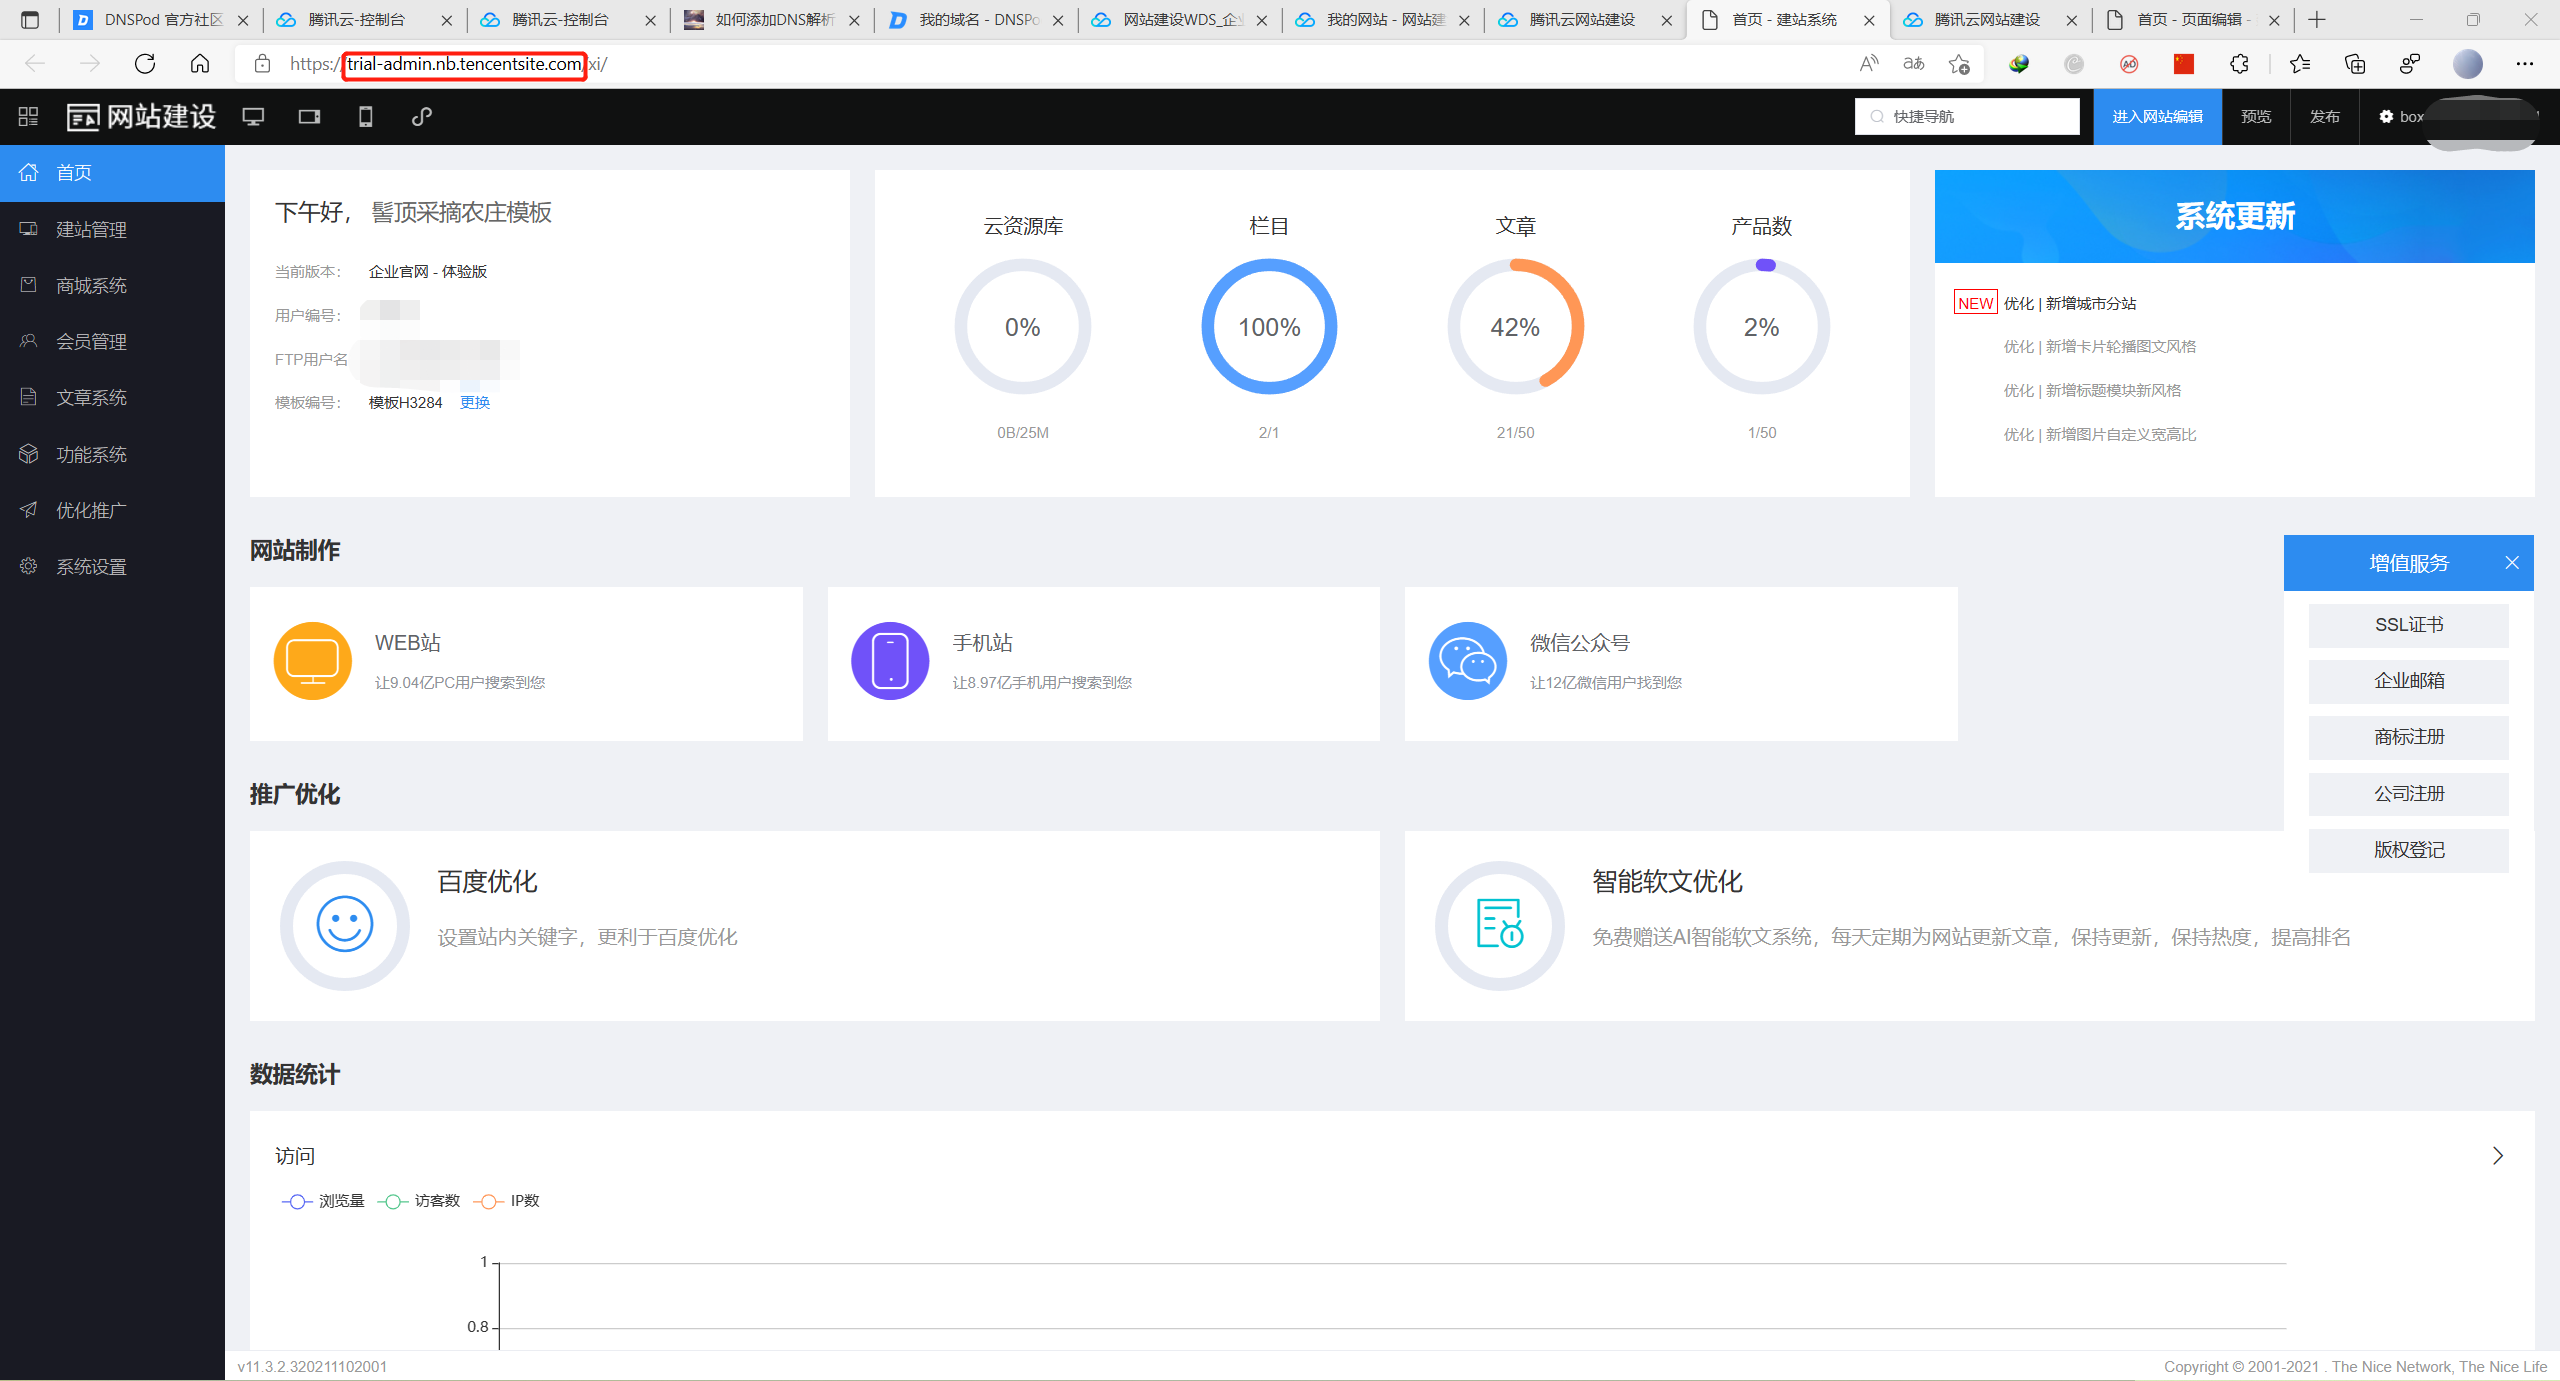 DNSPod 官方社区
腾讯云-控制台
腾讯云-控制台
如何添加DNS解析
我的域名 - DNSPo
网站建设WDS_企业
我的网站 - 网站建
腾讯云网站建设
首页 - 建站系统
腾讯云网站建设
首页 - 页面编辑 -
https://trial-admin.nb.tencentsite.com/xi/
网站建设
快捷导航
进入网站编辑
预览
发布
box
首页
建站管理
商城系统
会员管理
文章系统
功能系统
优化推广
系统设置
下午好， 髻顶采摘农庄模板
当前版本： 企业官网 - 体验版
用户编号：
FTP用户名
模板编号： 模板H3284 更换
云资源库
0%
0B/25M
栏目
100%
2/1
文章
42%
21/50
产品数
2%
1/50
系统更新
NEW 优化 | 新增城市分站
优化 | 新增卡片轮播图文风格
优化 | 新增标题模块新风格
优化 | 新增图片自定义宽高比
网站制作
WEB站
让9.04亿PC用户搜索到您
手机站
让8.97亿手机用户搜索到您
微信公众号
让12亿微信用户找到您
增值服务
SSL证书
企业邮箱
商标注册
公司注册
版权登记
推广优化
百度优化
设置站内关键字，更利于百度优化
智能软文优化
免费赠送AI智能软文系统，每天定期为网站更新文章，保持更新，保持热度，提高排名
数据统计
访问
浏览量 访客数 IP数
1
0.8
v11.3.2.320211102001
Copyright © 2001-2021 . The Nice Network, The Nice Life